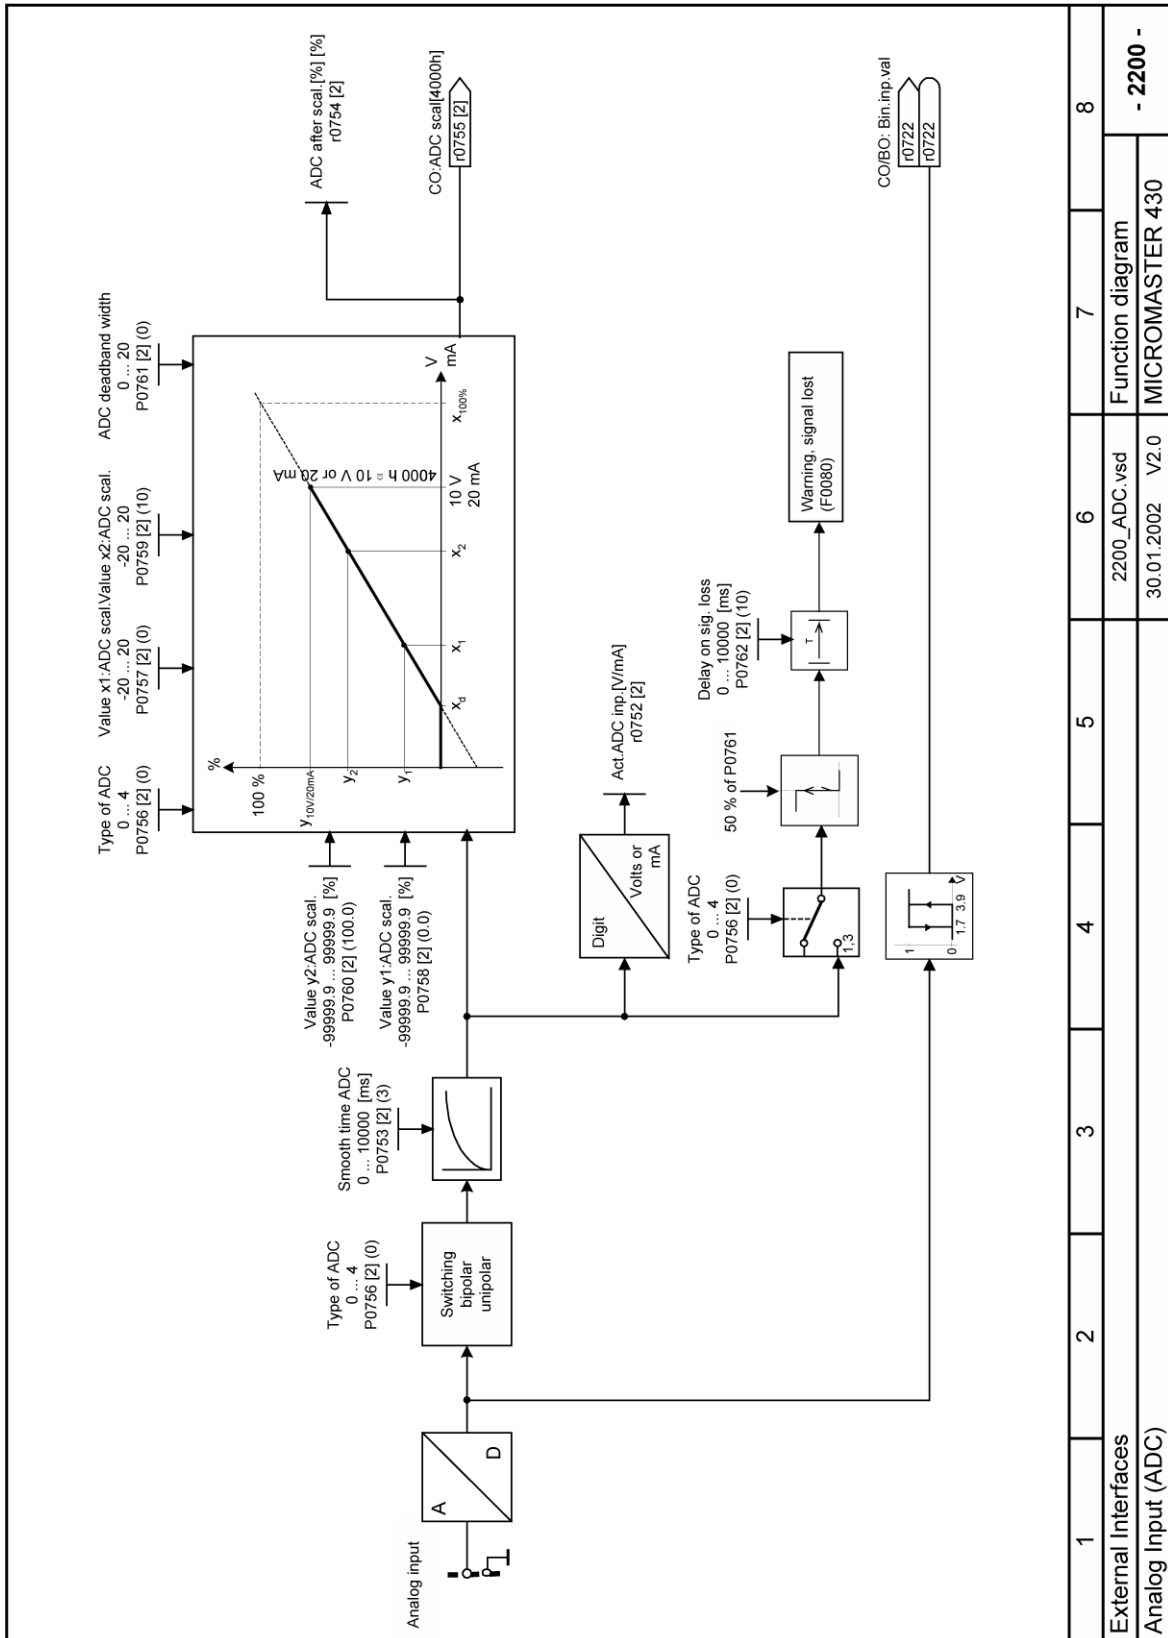 Analog input
A
D
Type of ADC
0 ... 4
P0756 [2] (0)
Switching
bipolar
unipolar
Smooth time ADC
0 ... 10000 [ms]
P0753 [2] (3)
Value y2:ADC scal.
-99999.9 ... 99999.9 [%]
P0760 [2] (100.0)
Value y1:ADC scal.
-99999.9 ... 99999.9 [%]
P0758 [2] (0.0)
Type of ADC
0 ... 4
P0756 [2] (0)
Value x1:ADC scal.
-20 ... 20
P0757 [2] (0)
Value x2:ADC scal.
-20 ... 20
P0759 [2] (10)
ADC deadband width
0 ... 20
P0761 [2] (0)
%
100 %
y10V/20mA
y2
y1
xd
x1
x2
10 V
20 mA
x100%
V
mA
4000 h ≙ 10 V or 20 mA
ADC after scal.[%] [%]
r0754 [2]
CO:ADC scal[4000h]
r0755 [2]
Digit
Volts or
mA
Act.ADC inp.[V/mA]
r0752 [2]
Type of ADC
0 ... 4
P0756 [2] (0)
1,3
50 % of P0761
Delay on sig. loss
0 ... 10000 [ms]
P0762 [2] (10)
T
Warning, signal lost
(F0080)
1
0
1.7 3.9 V
CO/BO: Bin.inp.val
r0722
r0722
1 2 3 4 5 6 7 8
External Interfaces
2200_ADC.vsd
Function diagram
- 2200 -
Analog Input (ADC)
30.01.2002 V2.0
MICROMASTER 430